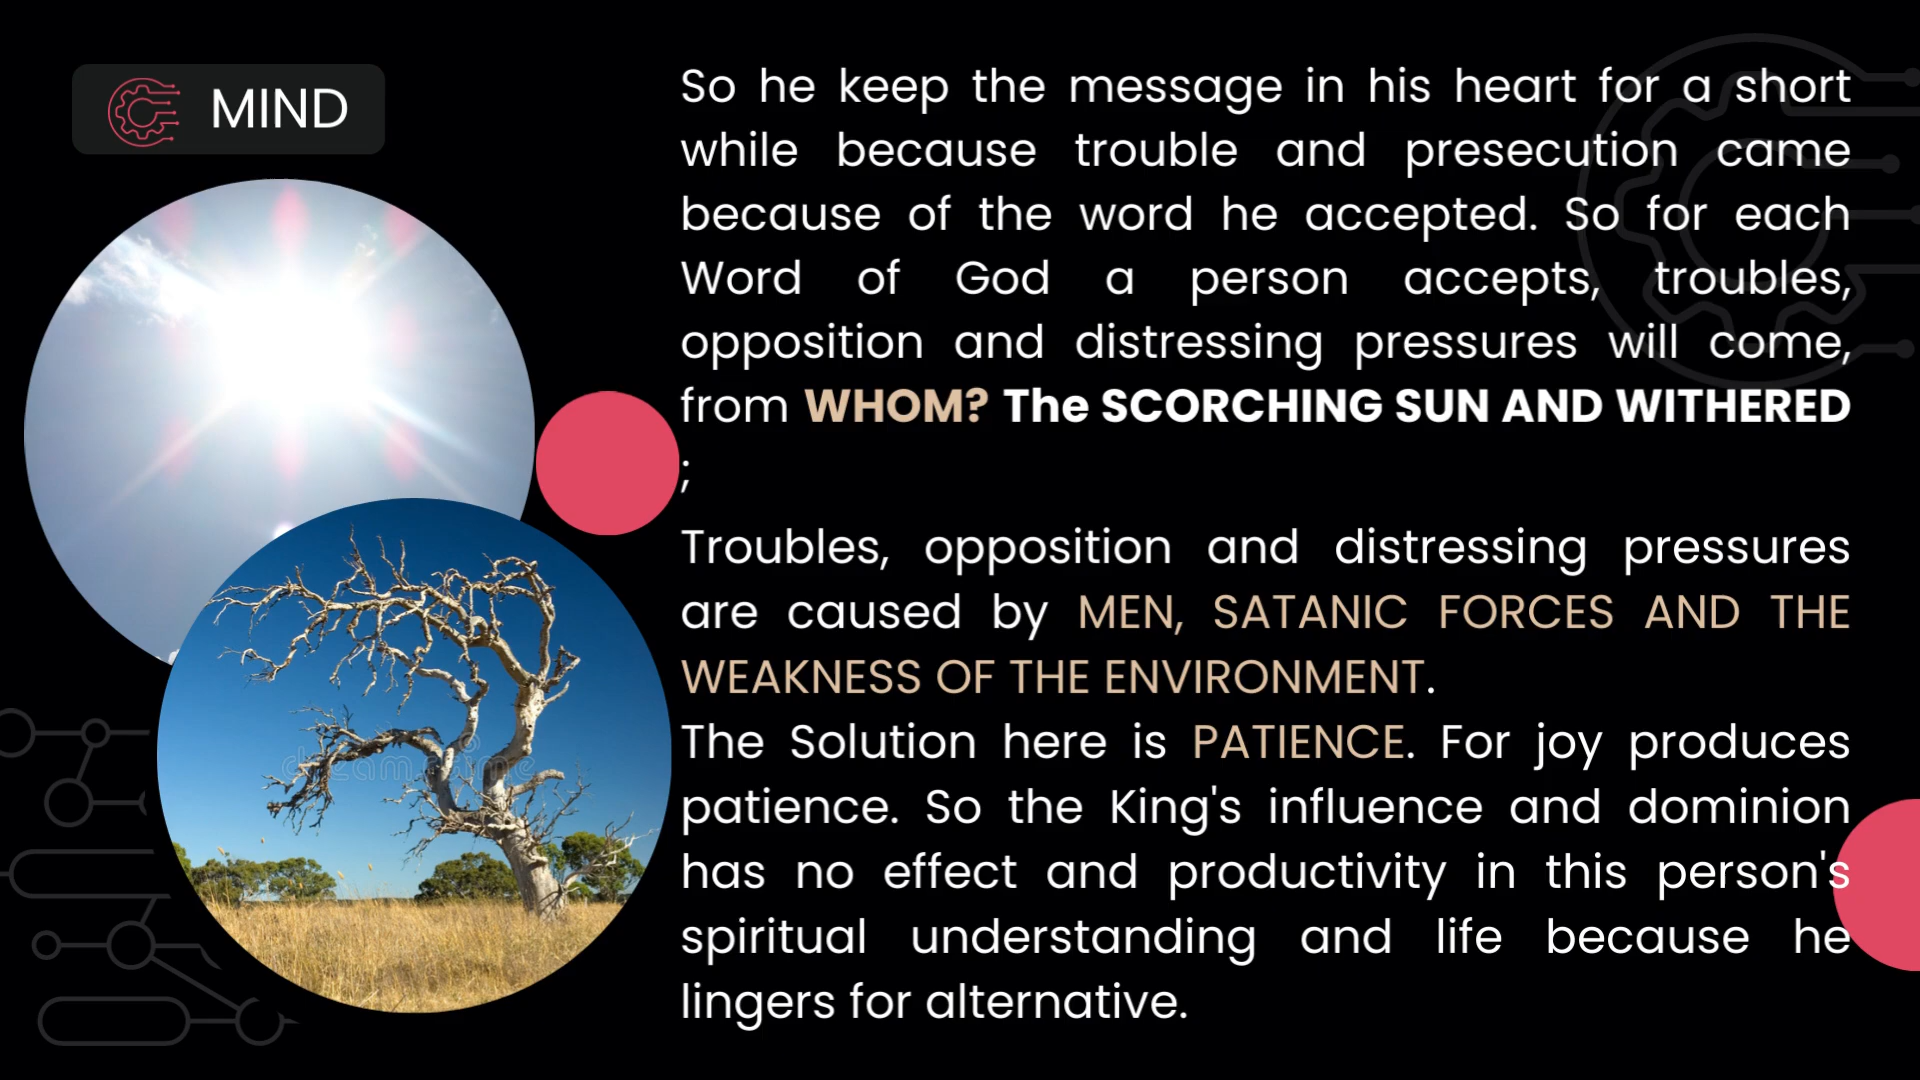 MIND
So he keep the message in his heart for a short
while because trouble and presecution came
because of the word he accepted. So for each
Word of God a person accepts, troubles,
opposition and distressing pressures will come,
from WHOM? The SCORCHING SUN AND WITHERED
;
Troubles, opposition and distressing pressures
are caused by MEN, SATANIC FORCES AND THE
WEAKNESS OF THE ENVIRONMENT.
The Solution here is PATIENCE. For joy produces
patience. So the King's influence and dominion
has no effect and productivity in this person's
spiritual understanding and life because he
lingers for alternative.
dreamstime